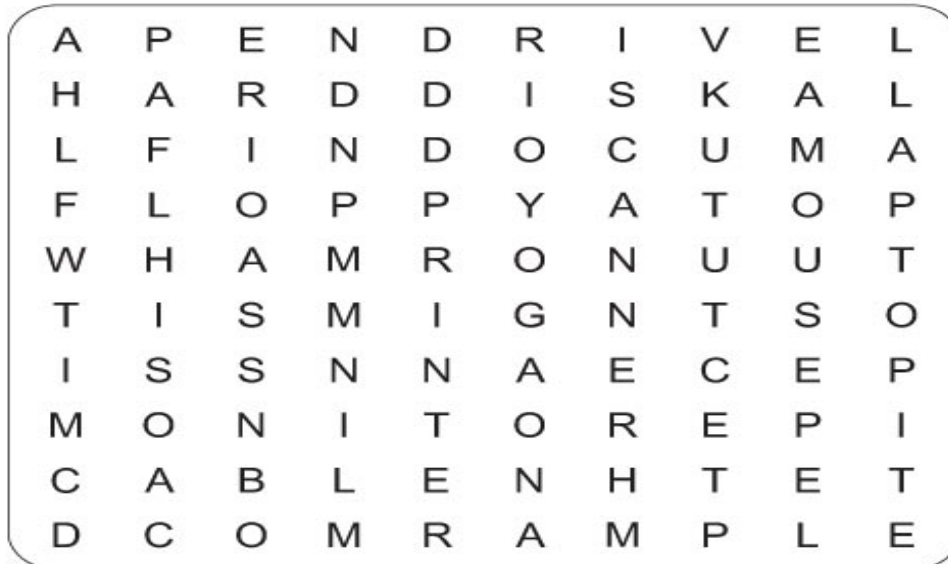 A P E N D R I V E L
H A R D D I S K A L
L F I N D O C U M A
F L O P P Y A T O P
W H A M R O N U U T
T I S M I G N T S O
I S S N N A E C E P
M O N I T O R E P I
C A B L E N H T E T
D C O M R A M P L E